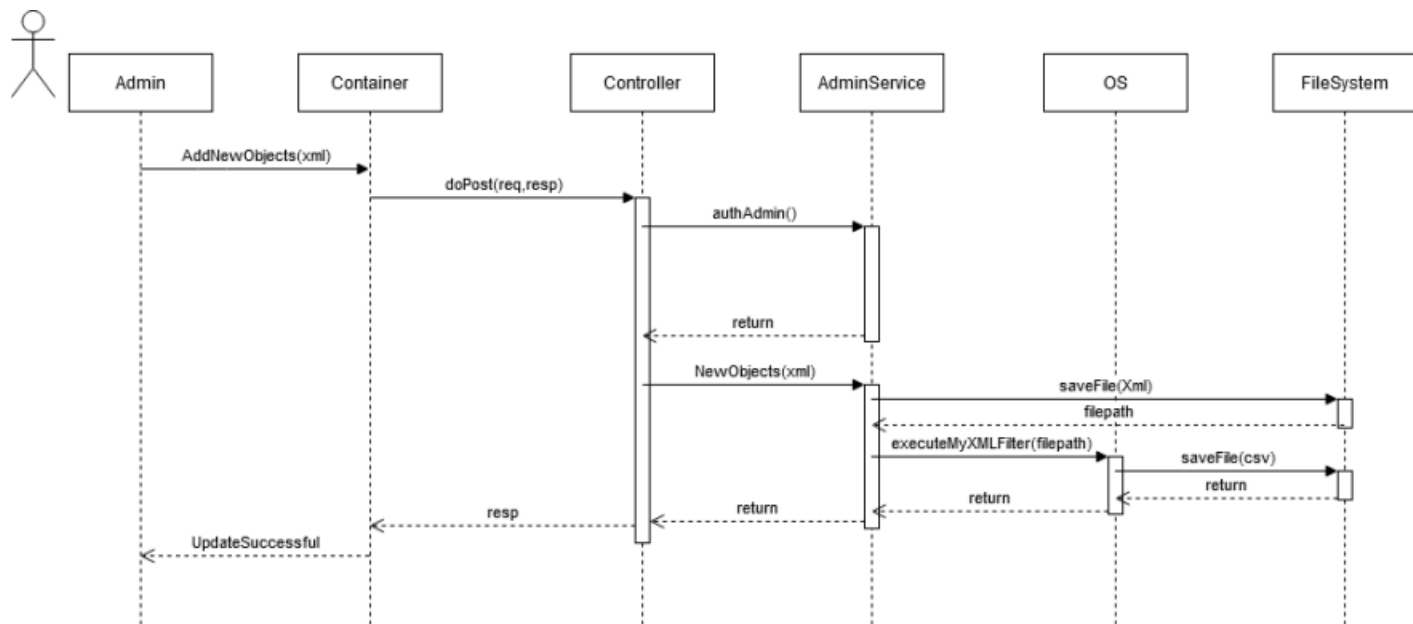 Admin
Container
Controller
AdminService
OS
FileSystem
AddNewObjects(xml)
doPost(req,resp)
authAdmin()
return
NewObjects(xml)
saveFile(Xml)
filepath
executeMyXMLFilter(filepath)
saveFile(csv)
return
return
return
resp
UpdateSuccessful